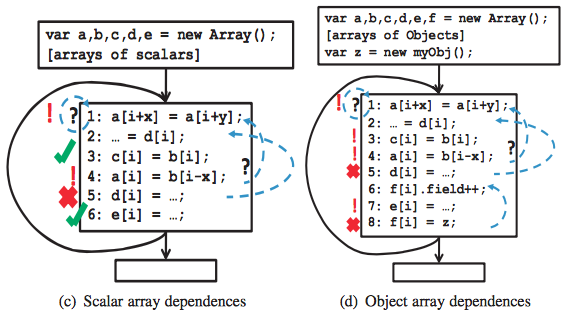 var a,b,c,d,e = new Array();
[arrays of scalars]
! ? 1: a[i+x] = a[i+y];
2: … = d[i];
3: c[i] = b[i];
! 4: a[i] = b[i-x]; ?
5: d[i] = …;
6: e[i] = …;
(c) Scalar array dependences
var a,b,c,d,e,f = new Array();
[arrays of Objects]
var z = new myObj();
! ? 1: a[i+x] = a[i+y];
2: … = d[i];
! 3: c[i] = b[i];
! 4: a[i] = b[i-x]; ?
5: d[i] = …;
6: f[i].field++;
! 7: e[i] = …;
8: f[i] = z;
(d) Object array dependences